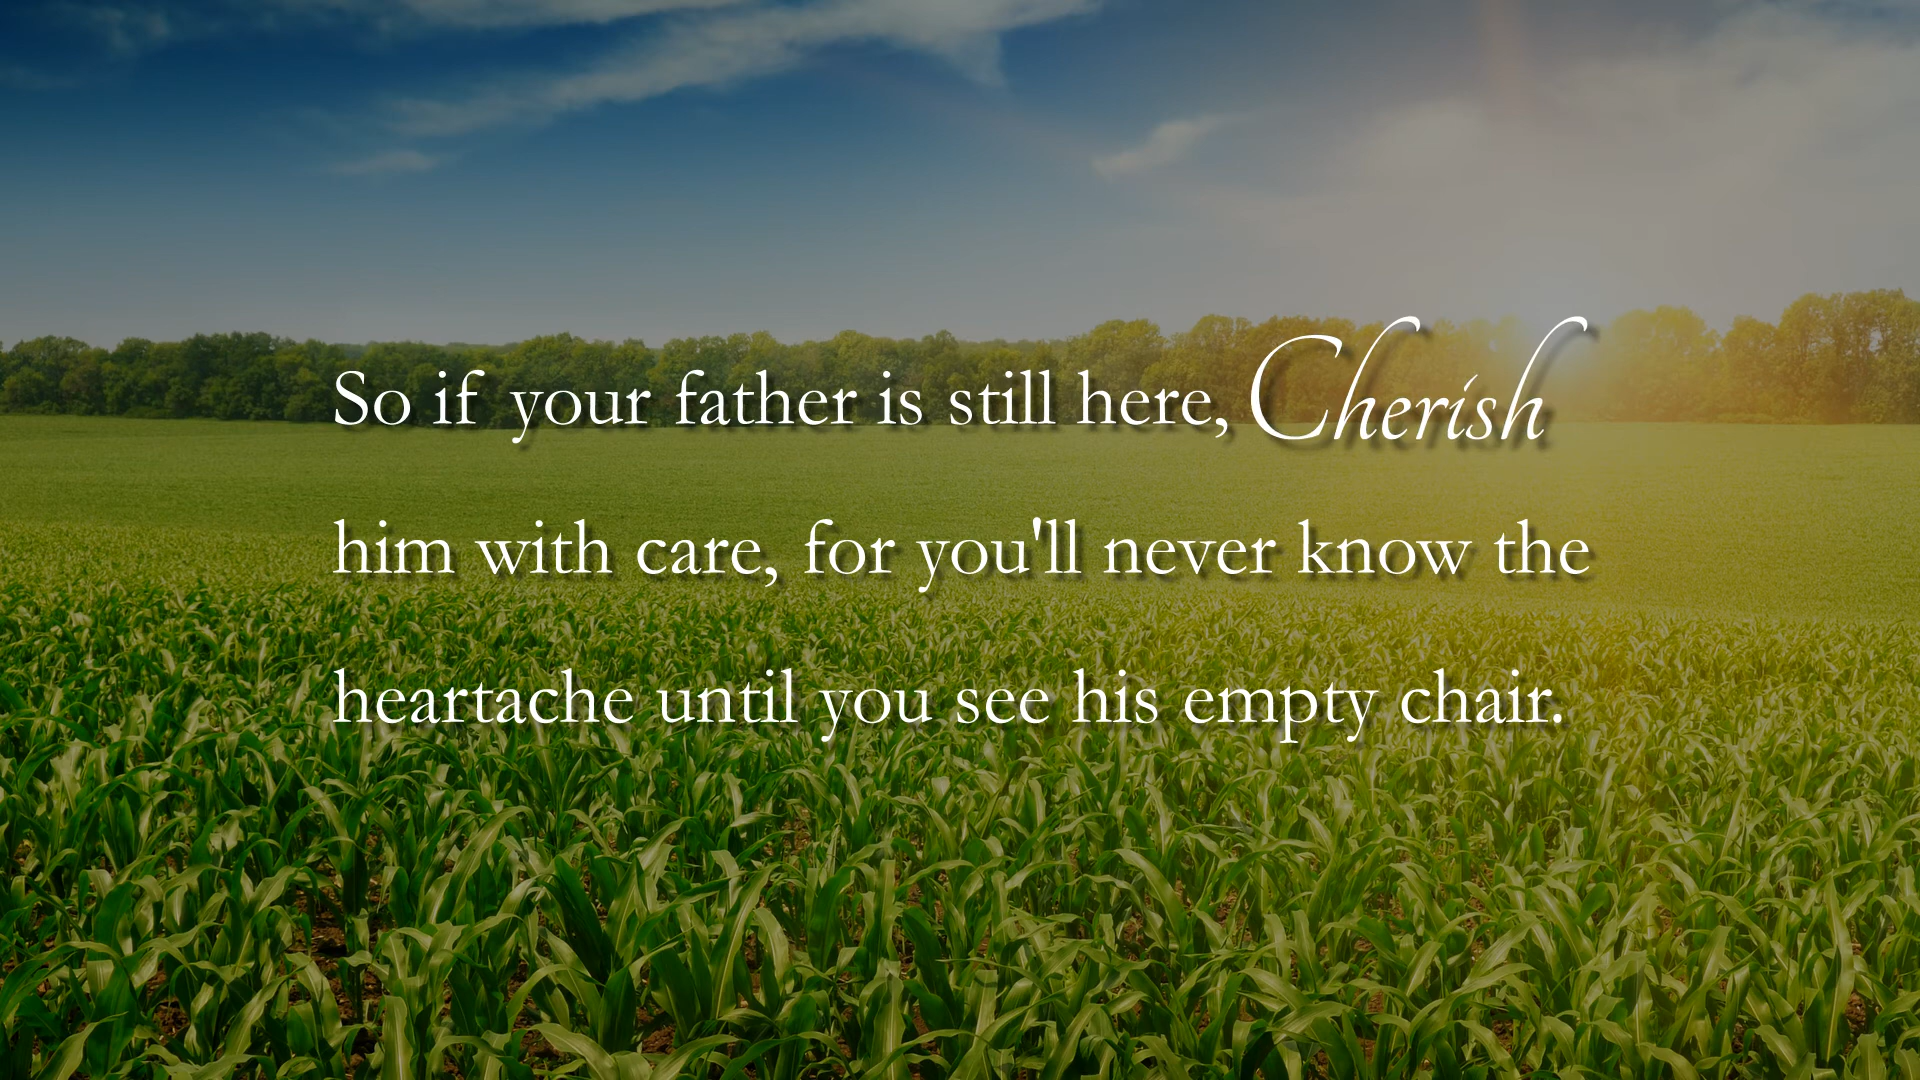 So if your father is still here, Cherish
him with care, for you'll never know the
heartache until you see his empty chair.